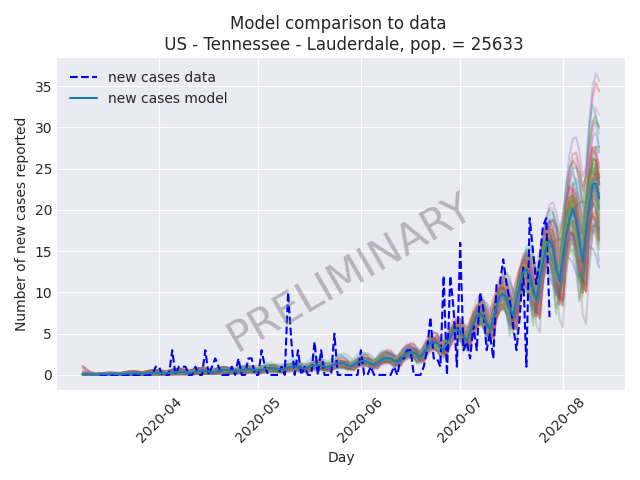 Model comparison to data
US - Tennessee - Lauderdale, pop. = 25633
new cases data
new cases model
PRELIMINARY
Number of new cases reported
35
30
25
20
15
10
5
0
2020-04
2020-05
2020-06
2020-07
2020-08
Day